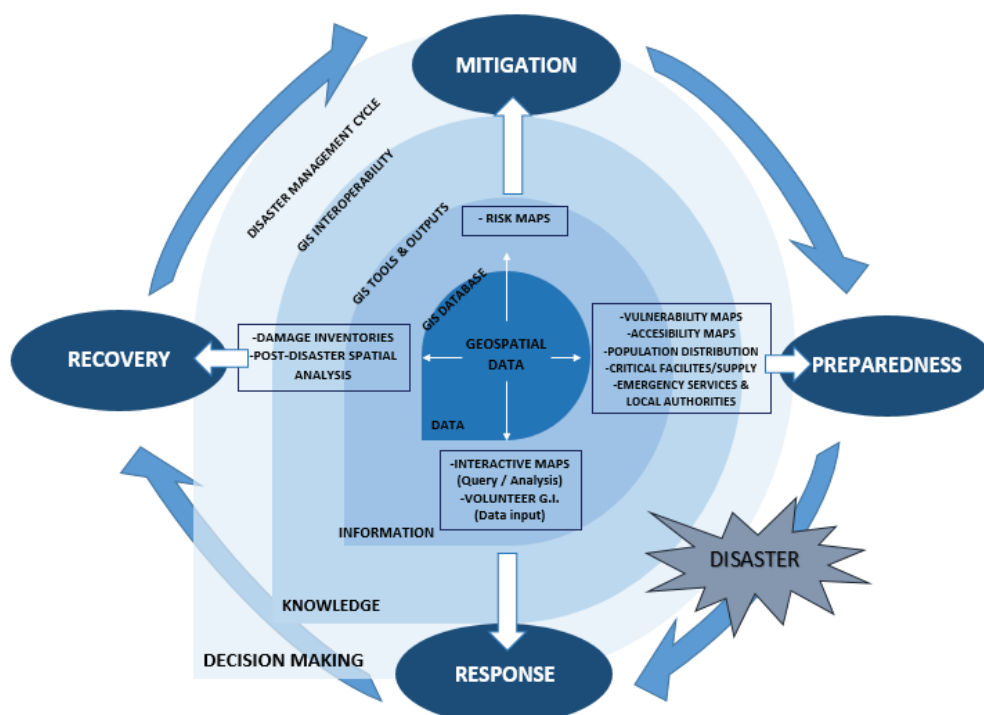 MITIGATION
DISASTER MANAGEMENT CYCLE
GIS INTEROPERABILITY
GIS TOOLS & OUTPUTS
GIS DATABASE
- RISK MAPS
RECOVERY
-DAMAGE INVENTORIES
-POST-DISASTER SPATIAL
ANALYSIS
GEOSPATIAL
DATA
-VULNERABILITY MAPS
-ACCESIBILITY MAPS
-POPULATION DISTRIBUTION
-CRITICAL FACILITES/SUPPLY
-EMERGENCY SERVICES &
LOCAL AUTHORITIES
PREPAREDNESS
DATA
-INTERACTIVE MAPS
(Query / Analysis)
-VOLUNTEER G.I.
(Data input)
INFORMATION
DISASTER
KNOWLEDGE
DECISION MAKING
RESPONSE